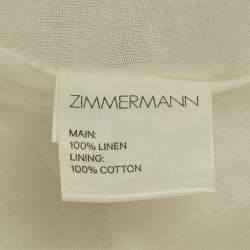 ZIMMERMANN
MAIN:
100% LINEN
LINING:
100% COTTON